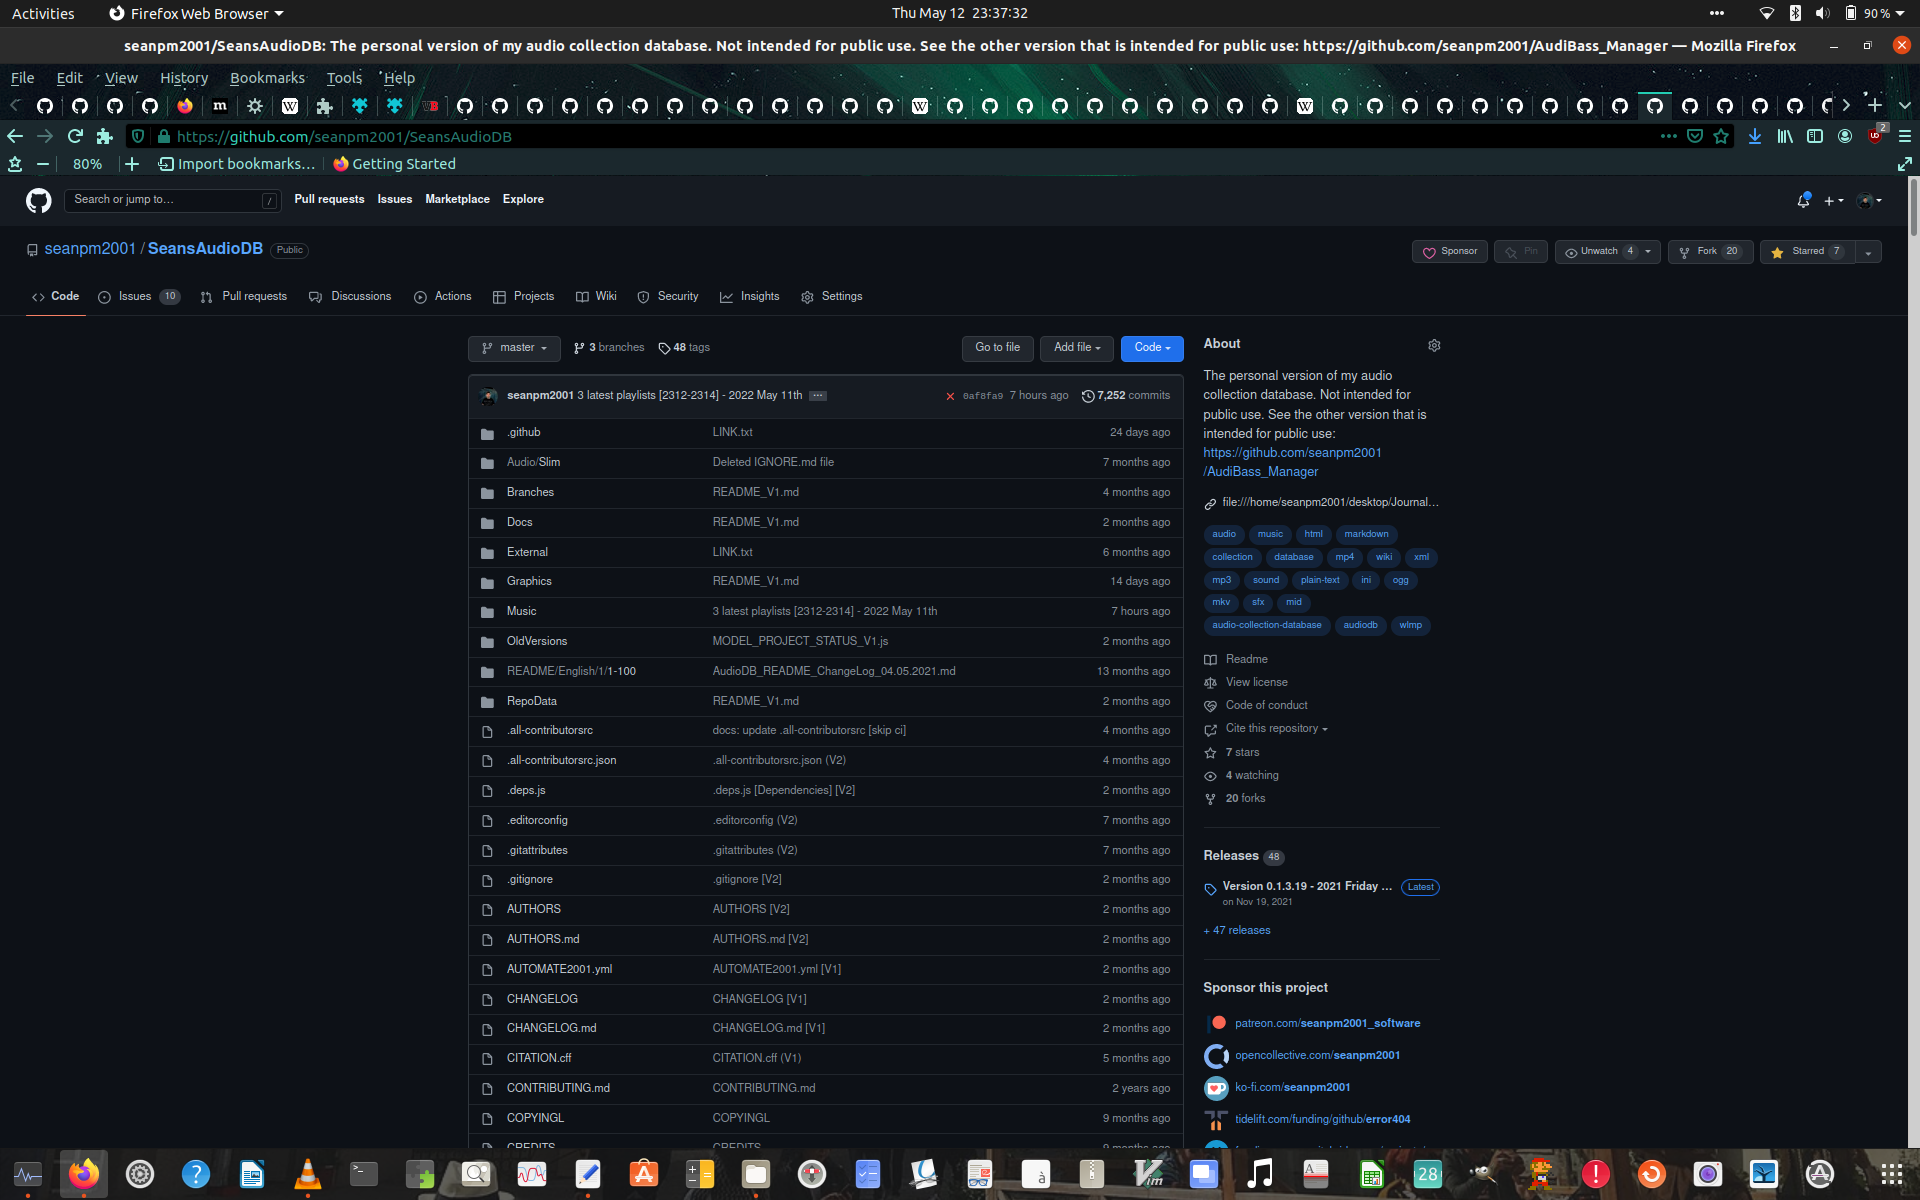 Activities
Firefox Web Browser
Thu May 12 23:37:32
90 %
seanpm2001/SeansAudioDB: The personal version of my audio collection database. Not intended for public use. See the other version that is intended for public use: https://github.com/seanpm2001/AudiBass_Manager — Mozilla Firefox
File Edit View History Bookmarks Tools Help
https://github.com/seanpm2001/SeansAudioDB
2
80%
Import bookmarks…
Getting Started
Search or jump to…
/
Pull requests Issues Marketplace Explore
seanpm2001 / SeansAudioDB Public
Sponsor
Pin
Unwatch 4
Fork 20
Starred 7
Code
Issues 10
Pull requests
Discussions
Actions
Projects
Wiki
Security
Insights
Settings
master
3 branches
48 tags
Go to file
Add file
Code
seanpm2001 3 latest playlists [2312-2314] - 2022 May 11th ... 0af8fa9 7 hours ago 7,252 commits
.github LINK.txt 24 days ago
Audio/Slim Deleted IGNORE.md file 7 months ago
Branches README_V1.md 4 months ago
Docs README_V1.md 2 months ago
External LINK.txt 6 months ago
Graphics README_V1.md 14 days ago
Music 3 latest playlists [2312-2314] - 2022 May 11th 7 hours ago
OldVersions MODEL_PROJECT_STATUS_V1.js 2 months ago
README/English/1/1-100 AudioDB_README_ChangeLog_04.05.2021.md 13 months ago
RepoData README_V1.md 2 months ago
.all-contributorsrc docs: update .all-contributorsrc [skip ci] 4 months ago
.all-contributorsrc.json .all-contributorsrc.json (V2) 4 months ago
.deps.js .deps.js [Dependencies] [V2] 2 months ago
.editorconfig .editorconfig (V2) 7 months ago
.gitattributes .gitattributes (V2) 7 months ago
.gitignore .gitignore [V2] 2 months ago
AUTHORS AUTHORS [V2] 2 months ago
AUTHORS.md AUTHORS.md [V2] 2 months ago
AUTOMATE2001.yml AUTOMATE2001.yml [V1] 2 months ago
CHANGELOG CHANGELOG [V1] 2 months ago
CHANGELOG.md CHANGELOG.md [V1] 2 months ago
CITATION.cff CITATION.cff (V1) 5 months ago
CONTRIBUTING.md CONTRIBUTING.md 2 years ago
COPYINGL COPYINGL 9 months ago
CREDITS CREDITS 9 months ago
About
The personal version of my audio
collection database. Not intended for
public use. See the other version that is
intended for public use:
https://github.com/seanpm2001
/AudiBass_Manager
file:///home/seanpm2001/desktop/Journal…
audio music html markdown
collection database mp4 wiki xml
mp3 sound plain-text ini ogg
mkv sfx mid
audio-collection-database audiodb wlmp
Readme
View license
Code of conduct
Cite this repository
7 stars
4 watching
20 forks
Releases 48
Version 0.1.3.19 - 2021 Friday ... Latest
on Nov 19, 2021
+ 47 releases
Sponsor this project
patreon.com/seanpm2001_software
opencollective.com/seanpm2001
ko-fi.com/seanpm2001
tidelift.com/funding/github/error404
28